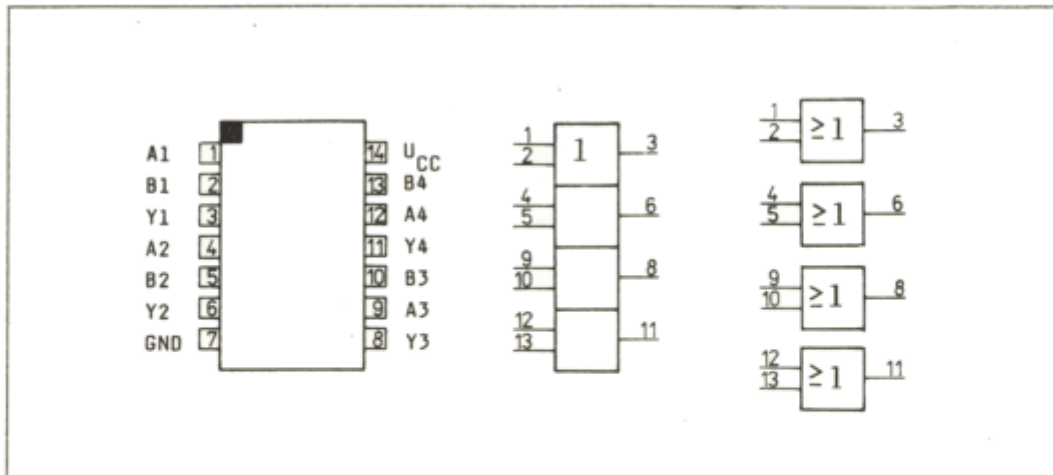 A1 1 14 UCC
B1 2 13 B4
Y1 3 12 A4
A2 4 11 Y4
B2 5 10 B3
Y2 6 9 A3
GND 7 8 Y3
1 2 1 3
4 5 6
9 10 8
12 13 11
1 2 ≥1 3
4 5 ≥1 6
9 10 ≥1 8
12 13 ≥1 11